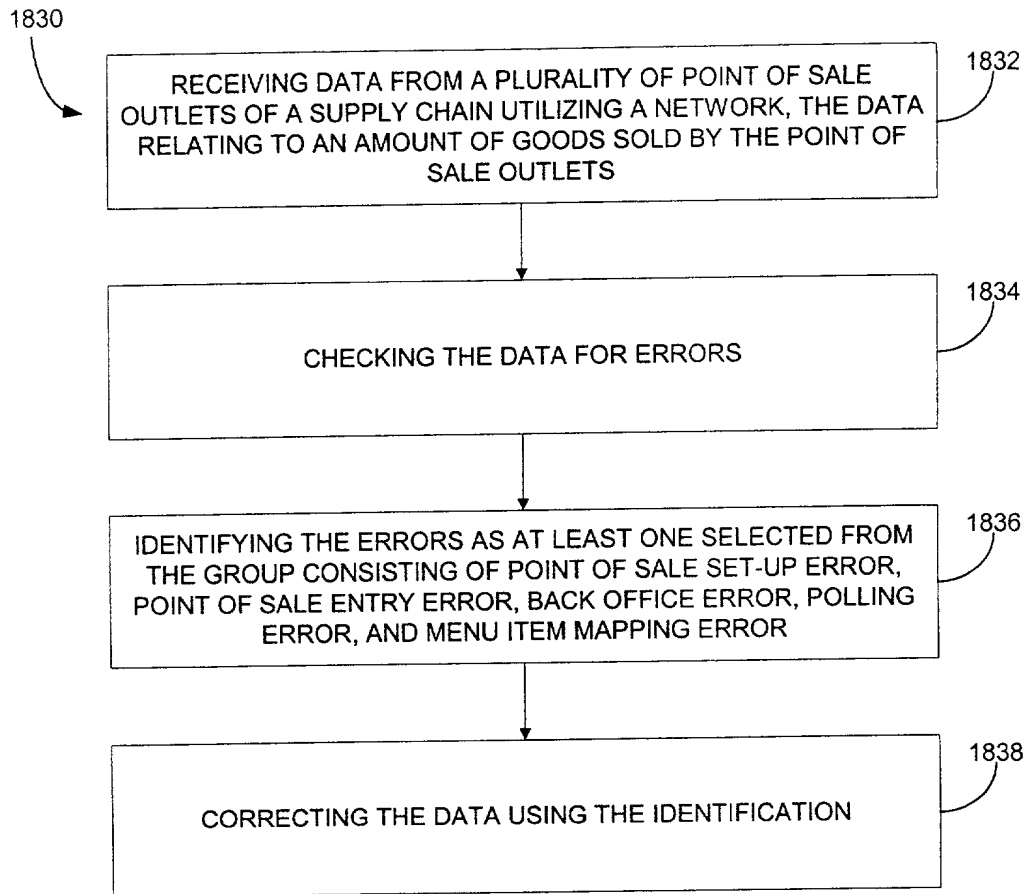 1830
RECEIVING DATA FROM A PLURALITY OF POINT OF SALE
OUTLETS OF A SUPPLY CHAIN UTILIZING A NETWORK, THE DATA
RELATING TO AN AMOUNT OF GOODS SOLD BY THE POINT OF
SALE OUTLETS
1832
CHECKING THE DATA FOR ERRORS
1834
IDENTIFYING THE ERRORS AS AT LEAST ONE SELECTED FROM
THE GROUP CONSISTING OF POINT OF SALE SET-UP ERROR,
POINT OF SALE ENTRY ERROR, BACK OFFICE ERROR, POLLING
ERROR, AND MENU ITEM MAPPING ERROR
1836
CORRECTING THE DATA USING THE IDENTIFICATION
1838